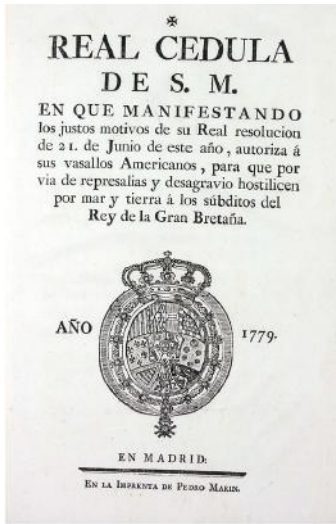 ✠
REAL CEDULA
DE S. M.
EN QUE MANIFESTANDO
los justos motivos de su Real resolucion
de 21. de Junio de este año, autoriza á
sus vasallos Americanos, para que por
via de represalias y desagravio hostilicen
por mar y tierra á los súbditos del
Rey de la Gran Bretaña.
AÑO 1779.
EN MADRID:
EN LA IMPRENTA DE PEDRO MARIN.